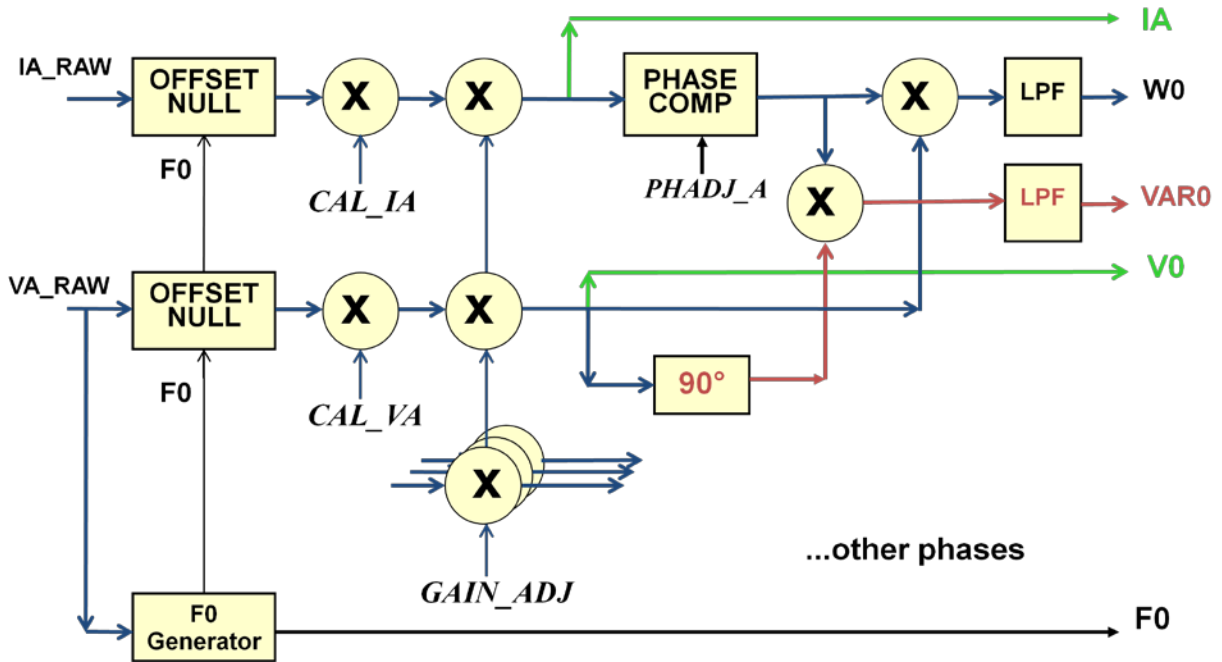 IA
IA_RAW
OFFSET
NULL
X
X
PHASE
COMP
X
LPF
W0
F0
CAL_IA
PHADJ_A
X
LPF
VAR0
VA_RAW
OFFSET
NULL
X
X
V0
F0
CAL_VA
90°
X
...other phases
GAIN_ADJ
F0
Generator
F0